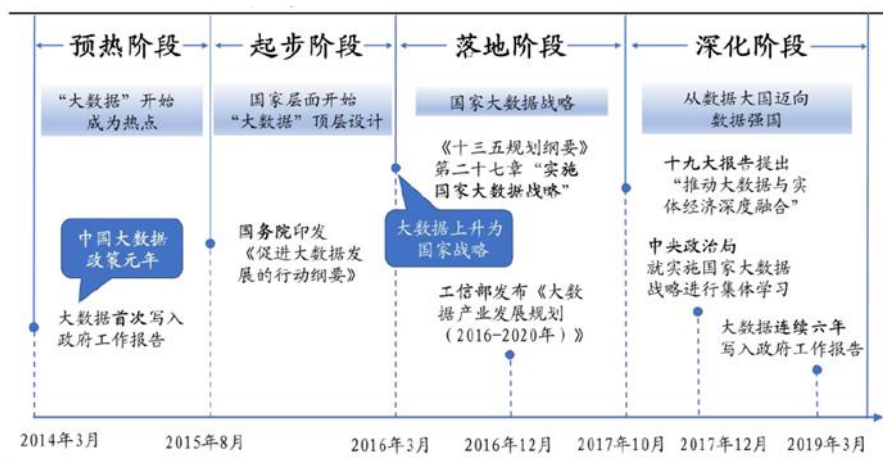 预热阶段
起步阶段
落地阶段
深化阶段
“大数据”开始
成为热点
国家层面开始
“大数据”顶层设计
国家大数据战略
从数据大国迈向
数据强国
中国大数据
政策元年
大数据首次写入
政府工作报告
国务院印发
《促进大数据发
展的行动纲要》
《十三五规划纲要》
第二十七章“实施
国家大数据战略”
大数据上升为
国家战略
工信部发布《大数
据产业发展规划
（2016-2020年）》
十九大报告提出
“推动大数据与实
体经济深度融合”
中央政治局
就实施国家大数据
战略进行集体学习
大数据连续六年
写入政府工作报告
2014年3月
2015年8月
2016年3月
2016年12月
2017年10月
2017年12月
2019年3月